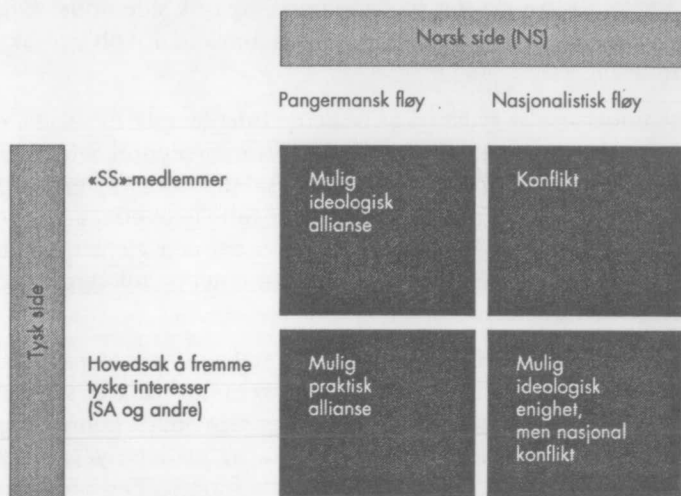 Norsk side (NS)
Pangermansk fløy
Nasjonalistisk fløy
Tysk side
«SS»-medlemmer
Mulig
ideologisk
allianse
Konflikt
Hovedsak å fremme
tyske interesser
(SA og andre)
Mulig
praktisk
allianse
Mulig
ideologisk
enighet,
men nasjonal
konflikt